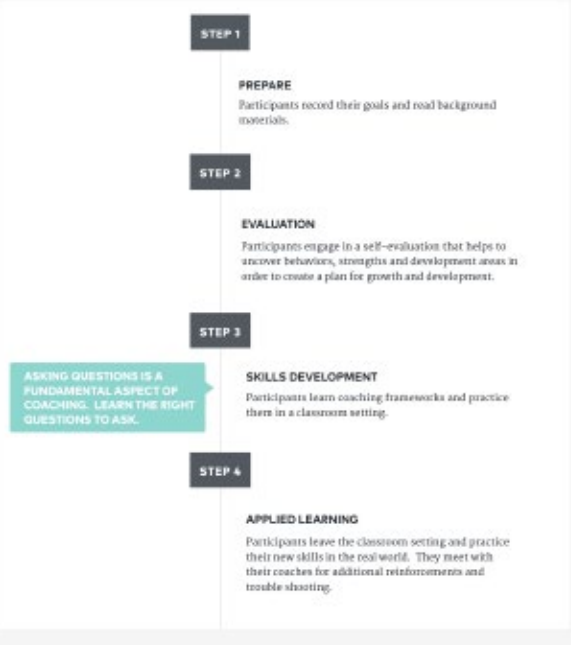 STEP 1
PREPARE
Participants record their goals and read background
materials.
STEP 2
EVALUATION
Participants engage in a self-evaluation that helps to
uncover behaviors, strengths and development areas in
order to create a plan for growth and development.
STEP 3
ASKING QUESTIONS IS A
FUNDAMENTAL ASPECT OF
COACHING. LEARN THE RIGHT
QUESTIONS TO ASK.
SKILLS DEVELOPMENT
Participants learn coaching frameworks and practice
them in a classroom setting.
STEP 4
APPLIED LEARNING
Participants leave the classroom setting and practice
their new skills in the real world. They meet with
their coaches for additional reinforcements and
trouble shooting.